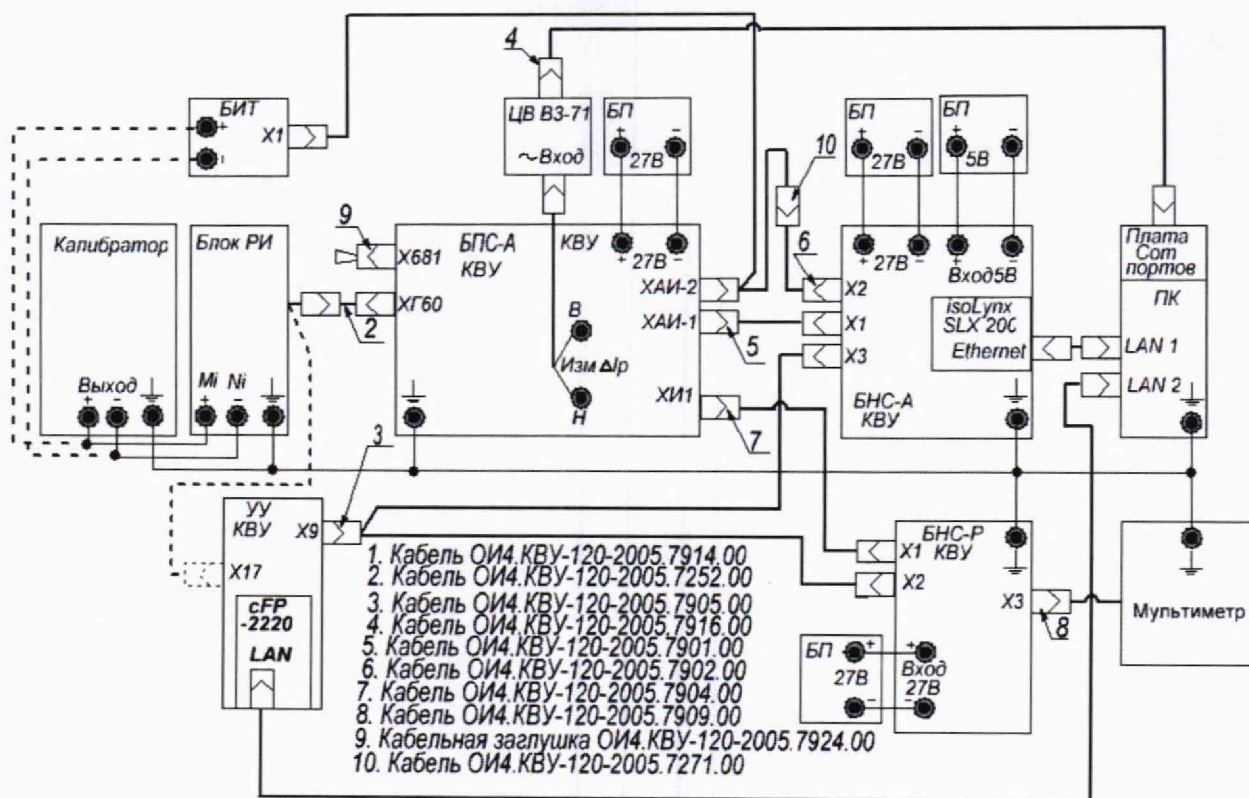 4
БИТ
+
X1
ЦВ В3-71
~Вход
БП
+ −
27В
БП
+ −
27В
БП
+ −
5В
10
Калибратор
Выход
+ −
Блок РИ
Mi Ni
+ −
2
9
X681
ХГ60
БПС-А
КВУ
КВУ
+ 27В −
ХАИ-2
ХАИ-1
В
Изм ΔIр
Н
ХИ1
5
7
6
X2
X1
X3
+ 27В −
+ −
Вход5В
isoLynx
SLX 200
Ethernet
БНС-А
КВУ
Плата
Com
портов
ПК
LAN 1
LAN 2
3
УУ
КВУ
X9
X17
cFP
-2220
LAN
1. Кабель ОИ4.КВУ-120-2005.7914.00
2. Кабель ОИ4.КВУ-120-2005.7252.00
3. Кабель ОИ4.КВУ-120-2005.7905.00
4. Кабель ОИ4.КВУ-120-2005.7916.00
5. Кабель ОИ4.КВУ-120-2005.7901.00
6. Кабель ОИ4.КВУ-120-2005.7902.00
7. Кабель ОИ4.КВУ-120-2005.7904.00
8. Кабель ОИ4.КВУ-120-2005.7909.00
9. Кабельная заглушка ОИ4.КВУ-120-2005.7924.00
10. Кабель ОИ4.КВУ-120-2005.7271.00
БНС-Р
КВУ
X1
X2
X3
8
БП
+
27В
−
+
Вход
27В
−
Мультиметр